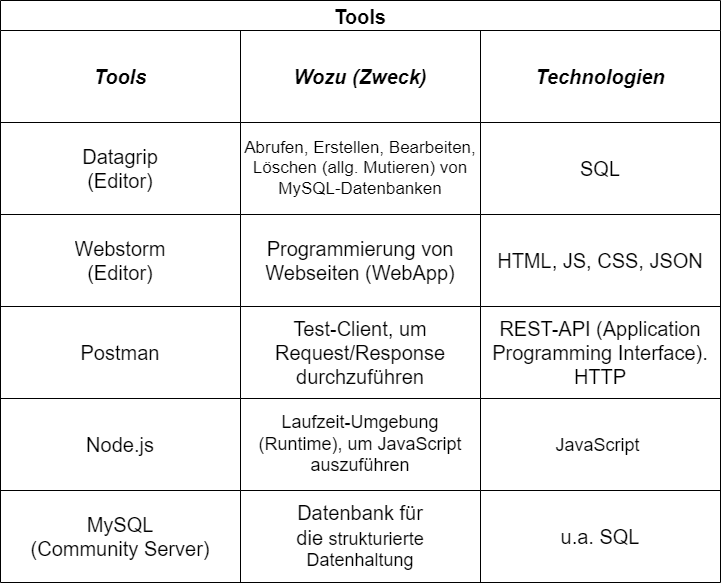 Tools
Tools
Wozu (Zweck)
Technologien
Datagrip
(Editor)
Abrufen, Erstellen, Bearbeiten,
Löschen (allg. Mutieren) von
MySQL-Datenbanken
SQL
Webstorm
(Editor)
Programmierung von
Webseiten (WebApp)
HTML, JS, CSS, JSON
Postman
Test-Client, um
Request/Response
durchzuführen
REST-API (Application
Programming Interface).
HTTP
Node.js
Laufzeit-Umgebung
(Runtime), um JavaScript
auszuführen
JavaScript
MySQL
(Community Server)
Datenbank für
die strukturierte
Datenhaltung
u.a. SQL